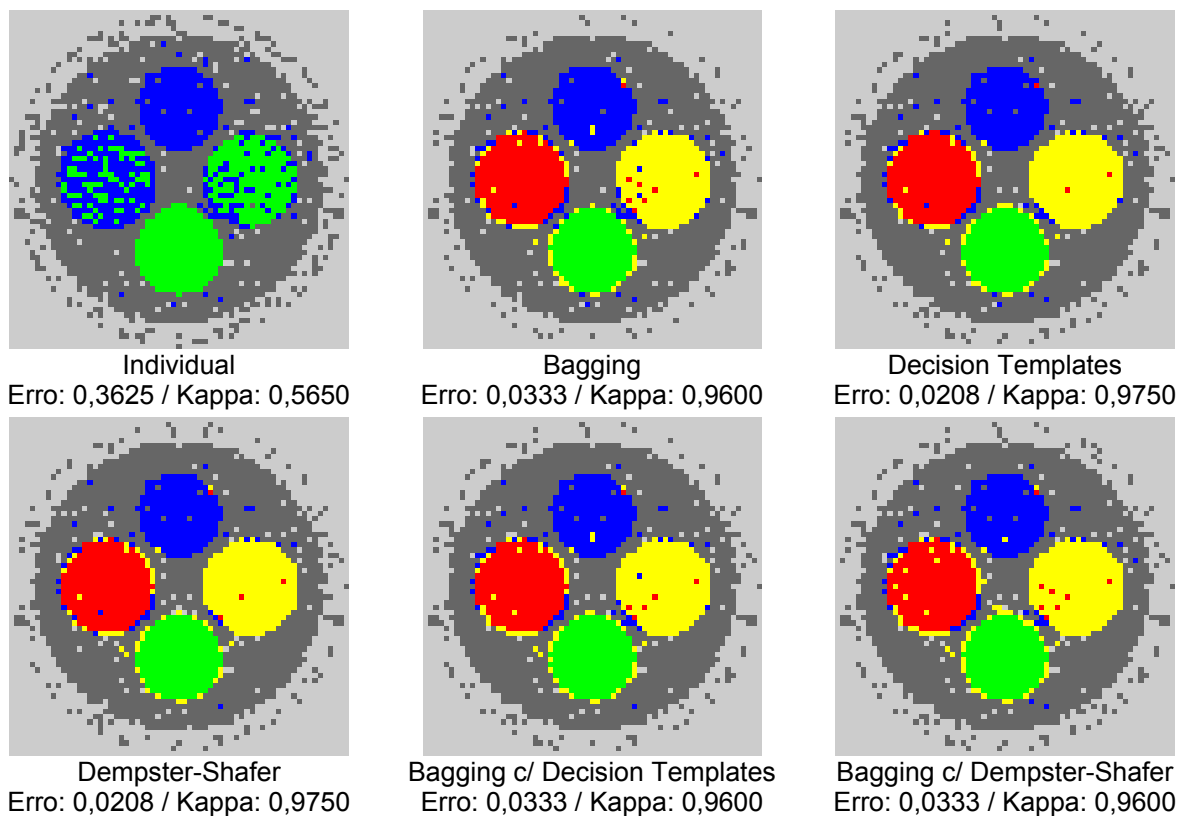 Individual
Erro: 0,3625 / Kappa: 0,5650
Bagging
Erro: 0,0333 / Kappa: 0,9600
Decision Templates
Erro: 0,0208 / Kappa: 0,9750
Dempster-Shafer
Erro: 0,0208 / Kappa: 0,9750
Bagging c/ Decision Templates
Erro: 0,0333 / Kappa: 0,9600
Bagging c/ Dempster-Shafer
Erro: 0,0333 / Kappa: 0,9600